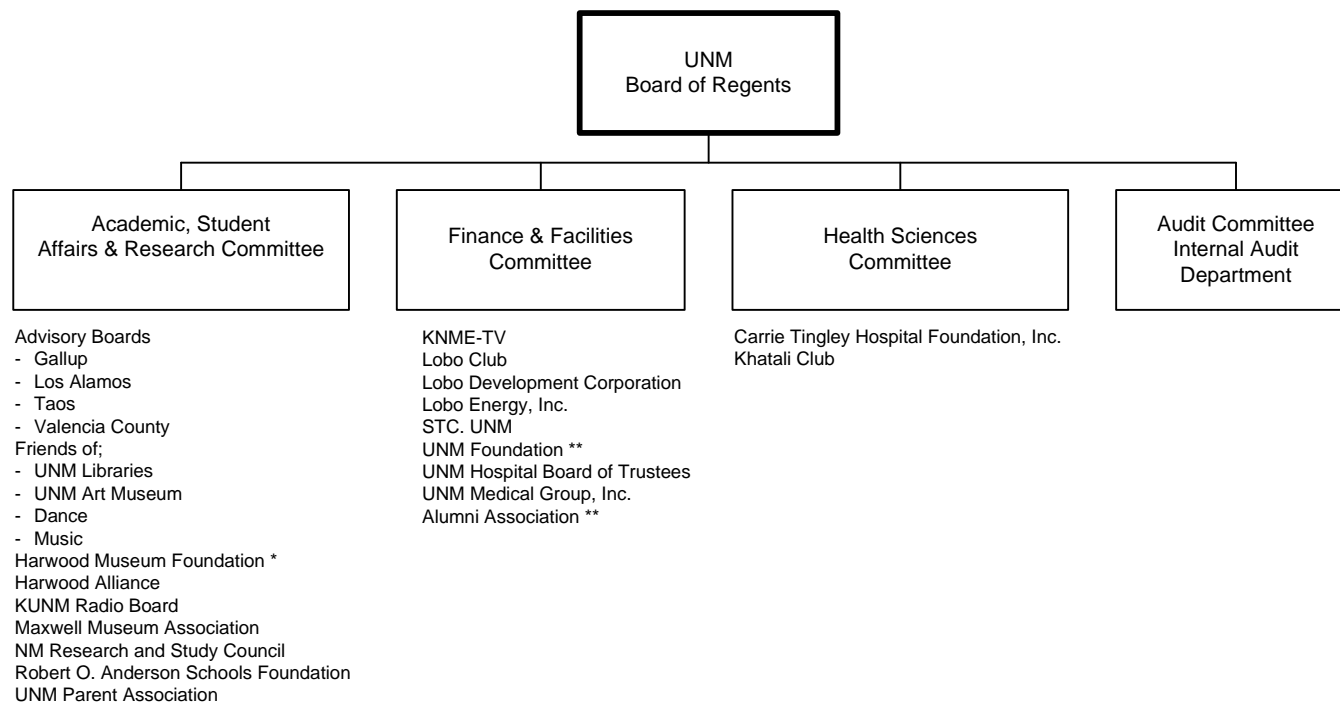 UNM
Board of Regents
Academic, Student
Affairs & Research Committee
Finance & Facilities
Committee
Health Sciences
Committee
Audit Committee
Internal Audit
Department
Advisory Boards
- Gallup
- Los Alamos
- Taos
- Valencia County
Friends of;
- UNM Libraries
- UNM Art Museum
- Dance
- Music
Harwood Museum Foundation *
Harwood Alliance
KUNM Radio Board
Maxwell Museum Association
NM Research and Study Council
Robert O. Anderson Schools Foundation
UNM Parent Association
KNME-TV
Lobo Club
Lobo Development Corporation
Lobo Energy, Inc.
STC. UNM
UNM Foundation **
UNM Hospital Board of Trustees
UNM Medical Group, Inc.
Alumni Association **
Carrie Tingley Hospital Foundation, Inc.
Khatali Club